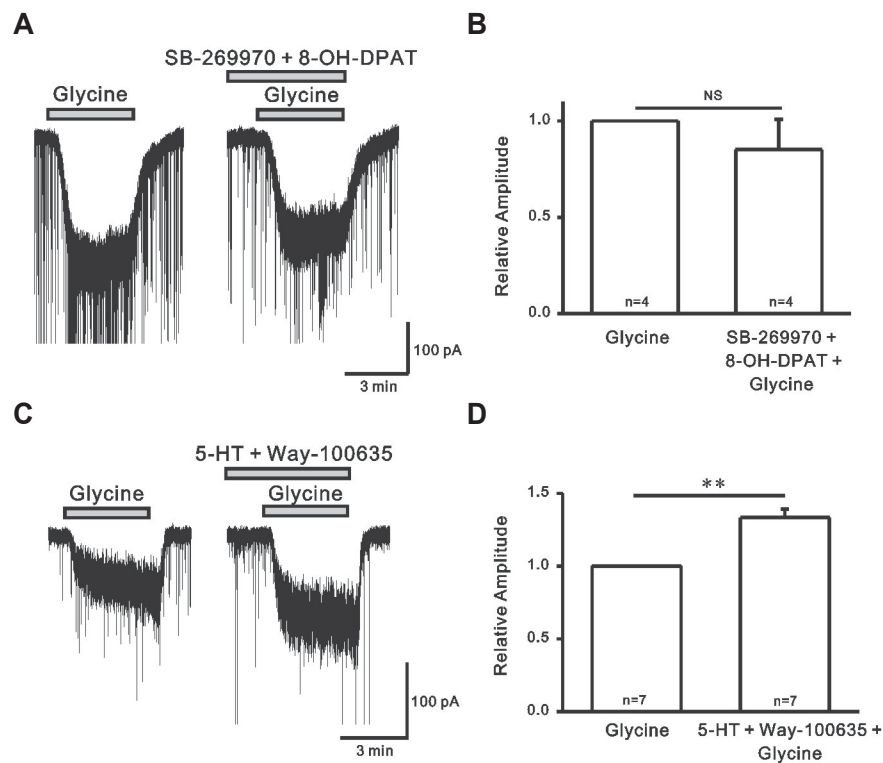 A
SB-269970 + 8-OH-DPAT
Glycine
Glycine
100 pA
3 min
B
NS
1.0
0.5
0.0
Relative Amplitude
n=4
n=4
Glycine
SB-269970 +
8-OH-DPAT +
Glycine
C
5-HT + Way-100635
Glycine
Glycine
100 pA
3 min
D
**
1.5
1.0
0.5
0.0
Relative Amplitude
n=7
n=7
Glycine
5-HT + Way-100635 +
Glycine